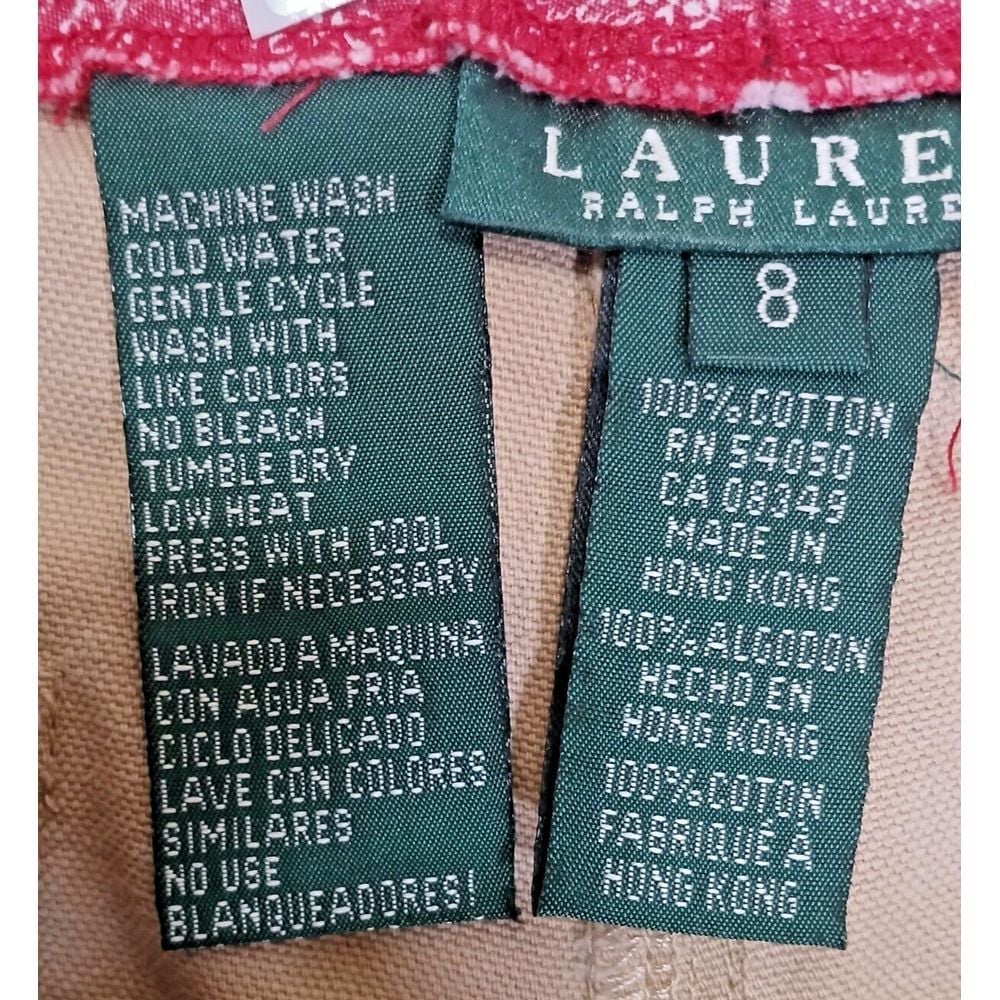 MACHINE WASH
COLD WATER
GENTLE CYCLE
WASH WITH
LIKE COLORS
NO BLEACH
TUMBLE DRY
LOW HEAT
PRESS WITH COOL
IRON IF NECESSARY
LAVADO A MAQUINA
CON AGUA FRIA
CICLO DELICADO
LAVE CON COLORES
SIMILARES
NO USE
BLANQUEADORES!
LAURE
RALPH LAURE
8
100% COTTON
RN 54050
CA 08349
MADE IN
HONG KONG
100% ALGODON
HECHO EN
HONG KONG
100% COTON
FABRIQUÉ A
HONG KONG